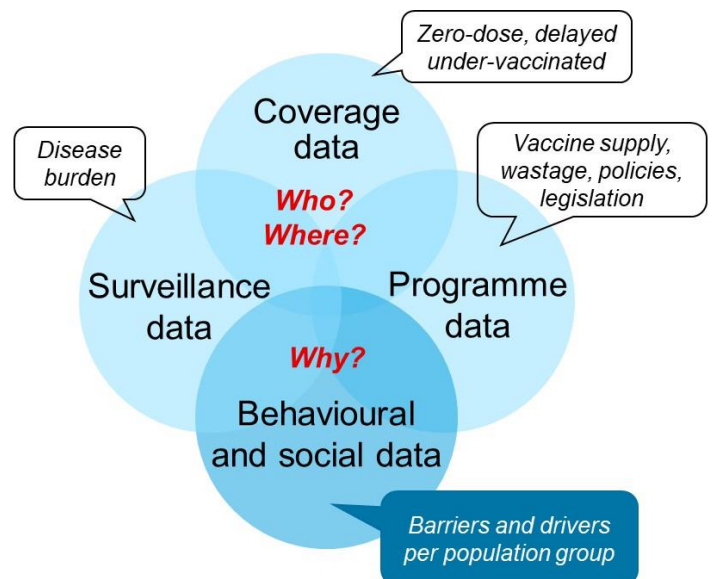 Zero-dose, delayed
under-vaccinated
Coverage
data
Disease
burden
Vaccine supply,
wastage, policies,
legislation
Who?
Where?
Surveillance
data
Programme
data
Why?
Behavioural
and social data
Barriers and drivers
per population group